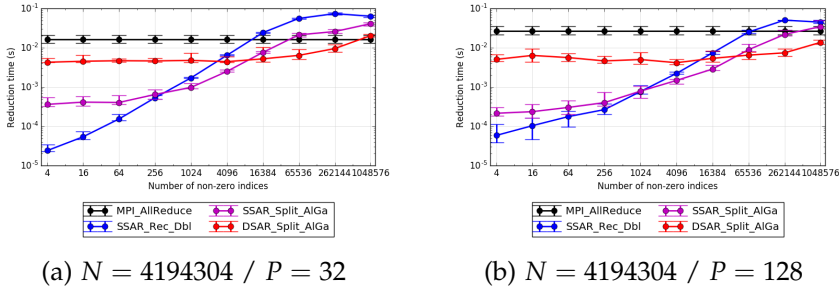 10^-1
10^-2
10^-3
10^-4
10^-5
Reduction time (s)
4 16 64 256 1024 4096 16384 65536 262144 1048576
Number of non-zero indices
MPI_AllReduce SSAR_Split_AlGa
SSAR_Rec_Dbl DSAR_Split_AlGa
(a) N = 4194304 / P = 32
10^-1
10^-2
10^-3
10^-4
10^-5
Reduction time (s)
4 16 64 256 1024 4096 16384 65536 262144 1048576
Number of non-zero indices
MPI_AllReduce SSAR_Split_AlGa
SSAR_Rec_Dbl DSAR_Split_AlGa
(b) N = 4194304 / P = 128